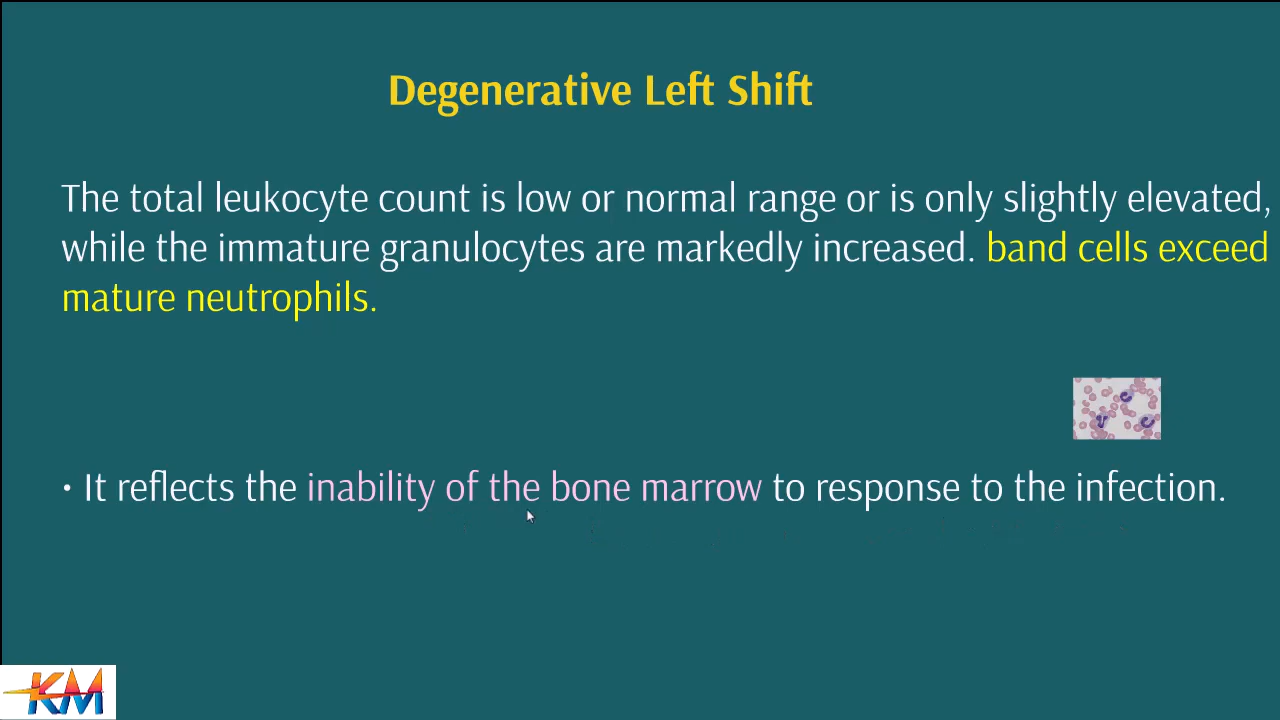 Degenerative Left Shift
The total leukocyte count is low or normal range or is only slightly elevated,
while the immature granulocytes are markedly increased. band cells exceed
mature neutrophils.
• It reflects the inability of the bone marrow to response to the infection.
KM